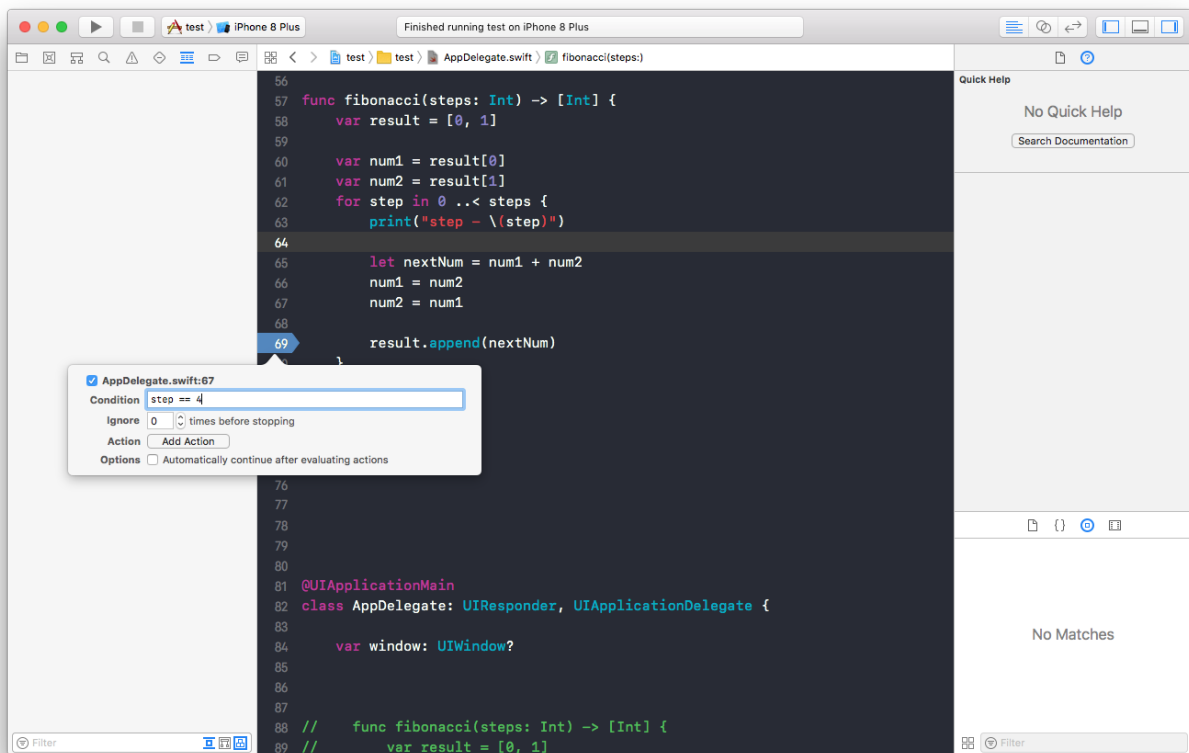 test 〉 iPhone 8 Plus
Finished running test on iPhone 8 Plus
test 〉 test 〉 AppDelegate.swift 〉 fibonacci(steps:)
Quick Help
No Quick Help
Search Documentation
56
57 func fibonacci(steps: Int) -> [Int] {
58     var result = [0, 1]
59
60     var num1 = result[0]
61     var num2 = result[1]
62     for step in 0 ..< steps {
63         print("step - \(step)")
64
65         let nextNum = num1 + num2
66         num1 = num2
67         num2 = num1
68
69         result.append(nextNum)
}
AppDelegate.swift:67
Condition step == 4
Ignore 0 times before stopping
Action Add Action
Options Automatically continue after evaluating actions
76
77
78
79
80
81 @UIApplicationMain
82 class AppDelegate: UIResponder, UIApplicationDelegate {
83
84     var window: UIWindow?
85
86
87
88 //    func fibonacci(steps: Int) -> [Int] {
89 //        var result = [0, 1]
No Matches
Filter
Filter